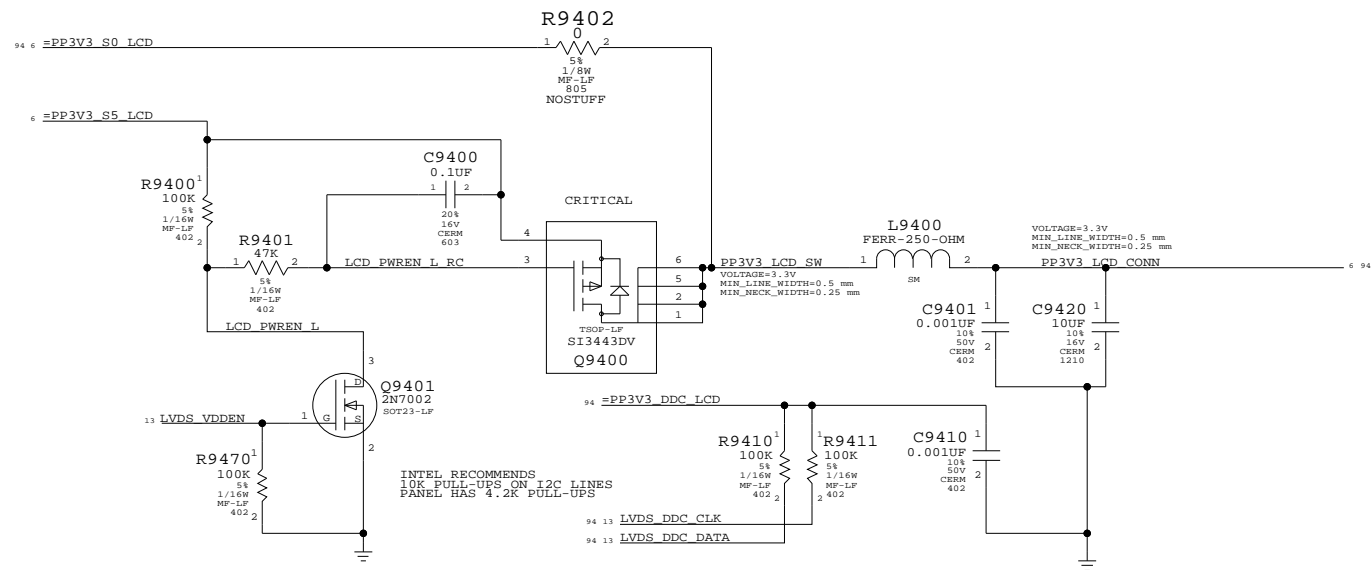 R9402
0
94 6 =PP3V3_S0_LCD
1 2
5%
1/8W
MF-LF
805
NOSTUFF
6 =PP3V3_S5_LCD
C9400
0.1UF
1 2
20%
16V
CERM
603
R9400
1
100K
5%
1/16W
MF-LF
402
2
R9401
47K
1 2
5%
1/16W
MF-LF
402
LCD_PWREN_L_RC
CRITICAL
4
3
6
5
2
1
TSOP-LF
SI3443DV
Q9400
PP3V3_LCD_SW
VOLTAGE=3.3V
MIN_LINE_WIDTH=0.5 mm
MIN_NECK_WIDTH=0.25 mm
L9400
FERR-250-OHM
1 2
SM
VOLTAGE=3.3V
MIN_LINE_WIDTH=0.5 mm
MIN_NECK_WIDTH=0.25 mm
PP3V3_LCD_CONN
6 94
C9401
1
0.001UF
10%
50V
CERM
402
2
C9420
1
10UF
10%
16V
CERM
1210
2
LCD_PWREN_L
3
D
Q9401
2N7002
SOT23-LF
13 LVDS_VDDEN
1
G
S
2
R9470
1
100K
5%
1/16W
MF-LF
402
2
INTEL RECOMMENDS
10K PULL-UPS ON I2C LINES
PANEL HAS 4.2K PULL-UPS
94 =PP3V3_DDC_LCD
R9410
1
100K
5%
1/16W
MF-LF
402
2
R9411
1
100K
5%
1/16W
MF-LF
402
2
C9410
1
0.001UF
10%
50V
CERM
402
2
94 13 LVDS_DDC_CLK
94 13 LVDS_DDC_DATA